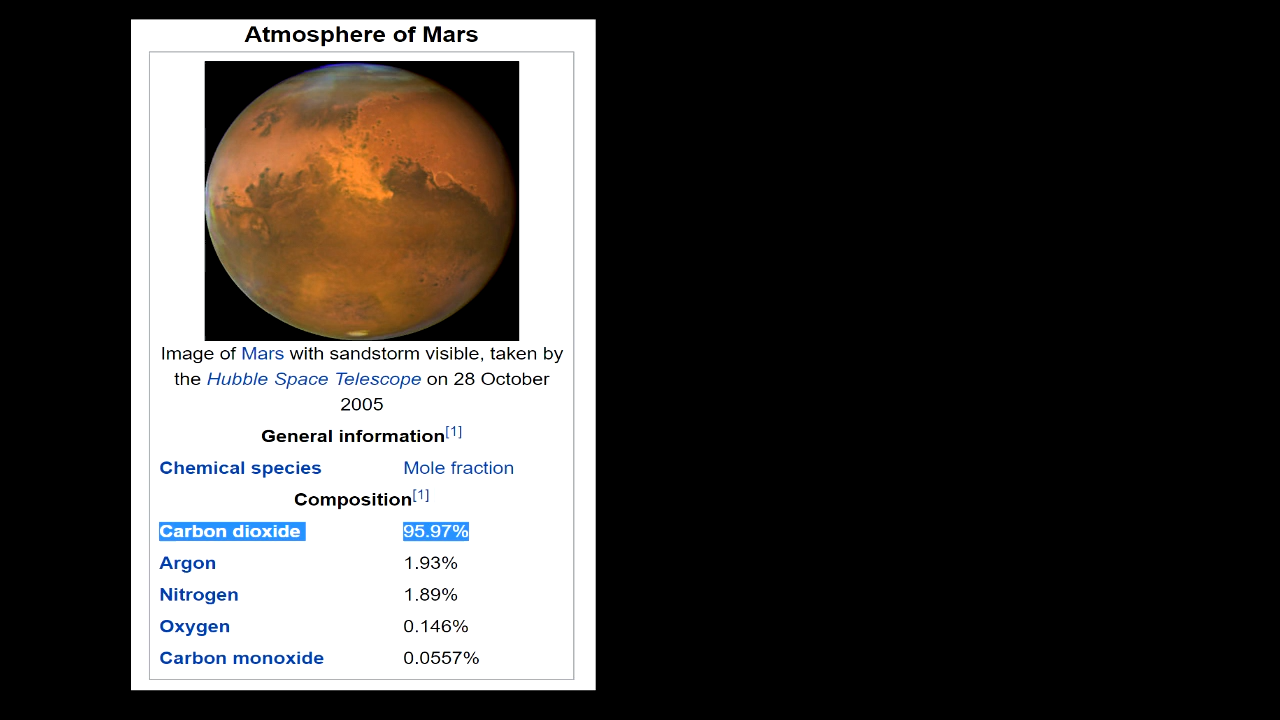 Atmosphere of Mars
Image of Mars with sandstorm visible, taken by
the Hubble Space Telescope on 28 October
2005
General information[1]
Chemical species Mole fraction
Composition[1]
Carbon dioxide 95.97%
Argon 1.93%
Nitrogen 1.89%
Oxygen 0.146%
Carbon monoxide 0.0557%